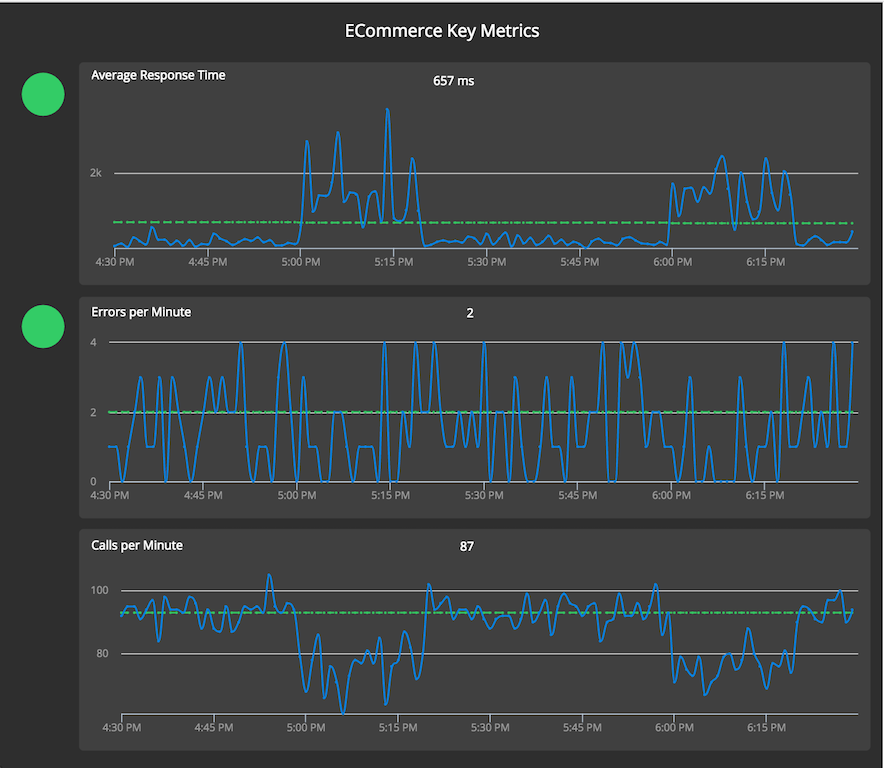 ECommerce Key Metrics
Average Response Time
657 ms
2k
4:30 PM 4:45 PM 5:00 PM 5:15 PM 5:30 PM 5:45 PM 6:00 PM 6:15 PM
Errors per Minute
2
4
2
0
4:30 PM 4:45 PM 5:00 PM 5:15 PM 5:30 PM 5:45 PM 6:00 PM 6:15 PM
Calls per Minute
87
100
80
4:30 PM 4:45 PM 5:00 PM 5:15 PM 5:30 PM 5:45 PM 6:00 PM 6:15 PM